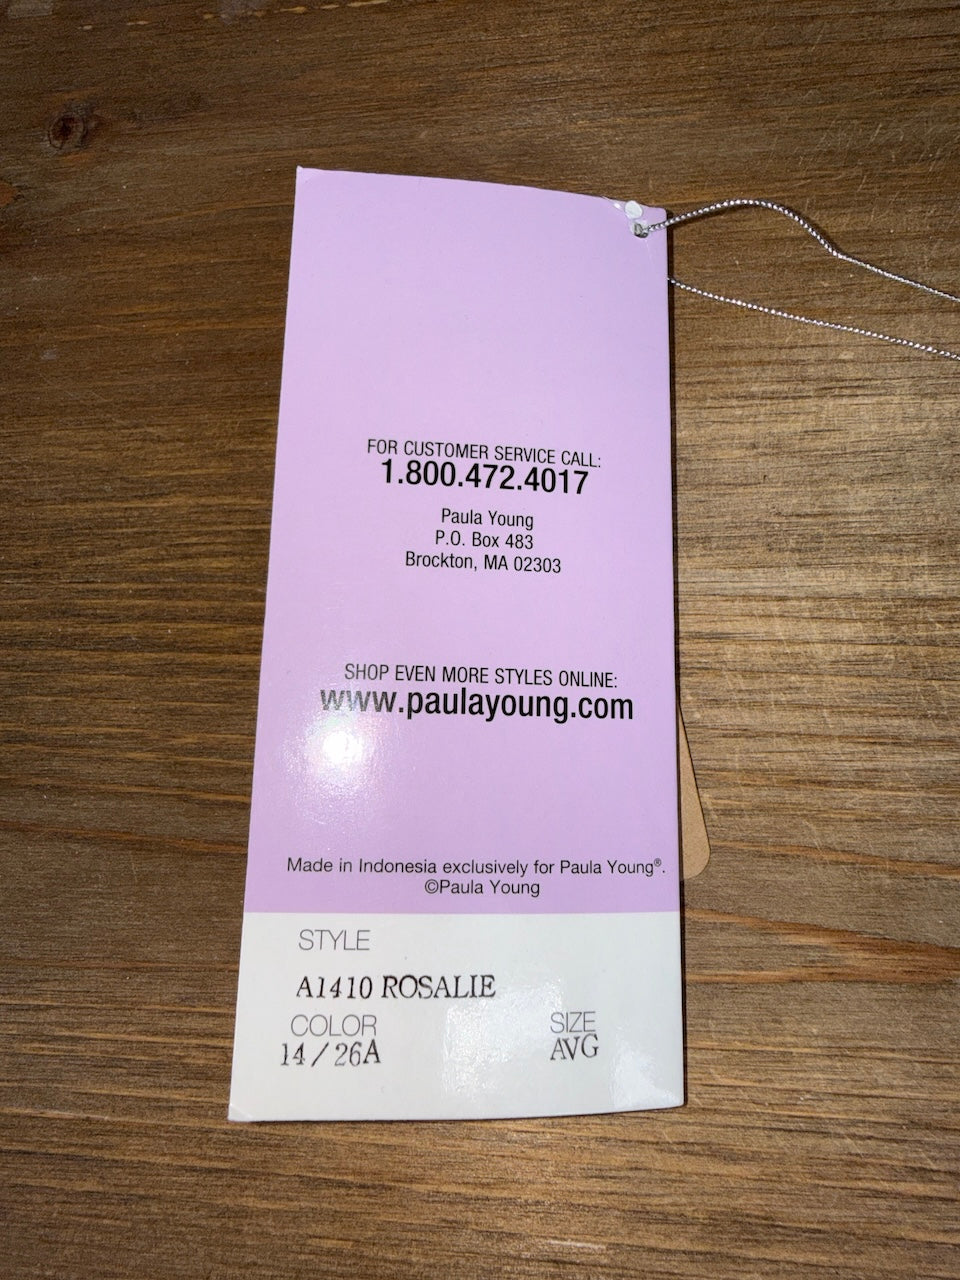 FOR CUSTOMER SERVICE CALL:
1.800.472.4017
Paula Young
P.O. Box 483
Brockton, MA 02303
SHOP EVEN MORE STYLES ONLINE:
www.paulayoung.com
Made in Indonesia exclusively for Paula Young®.
©Paula Young
STYLE
A1410 ROSALIE
COLOR SIZE
14/26A AVG